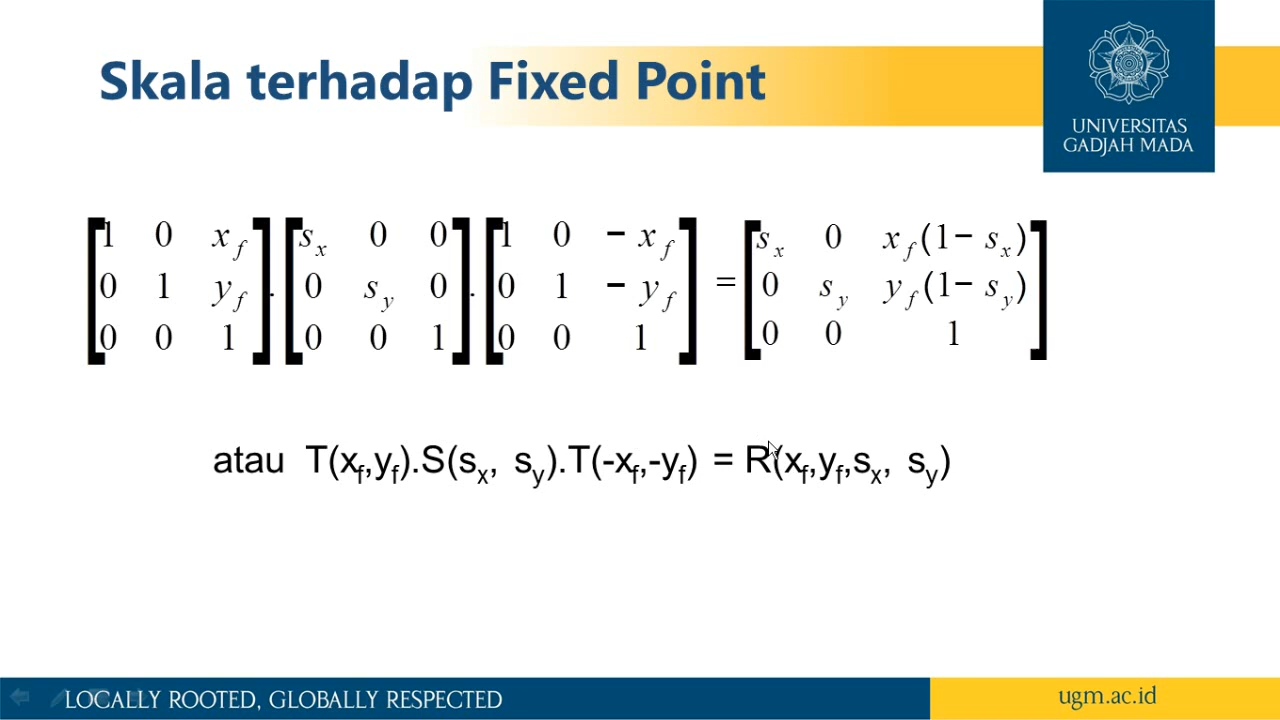 Skala terhadap Fixed Point
UNIVERSITAS
GADJAH MADA
[1 0 x_f; 0 1 y_f; 0 0 1] . [s_x 0 0; 0 s_y 0; 0 0 1] . [1 0 −x_f; 0 1 −y_f; 0 0 1] = [s_x 0 x_f(1−s_x); 0 s_y y_f(1−s_y); 0 0 1]
atau T(x_f,y_f).S(s_x, s_y).T(-x_f,-y_f) = R(x_f,y_f,s_x, s_y)
LOCALLY ROOTED, GLOBALLY RESPECTED
ugm.ac.id